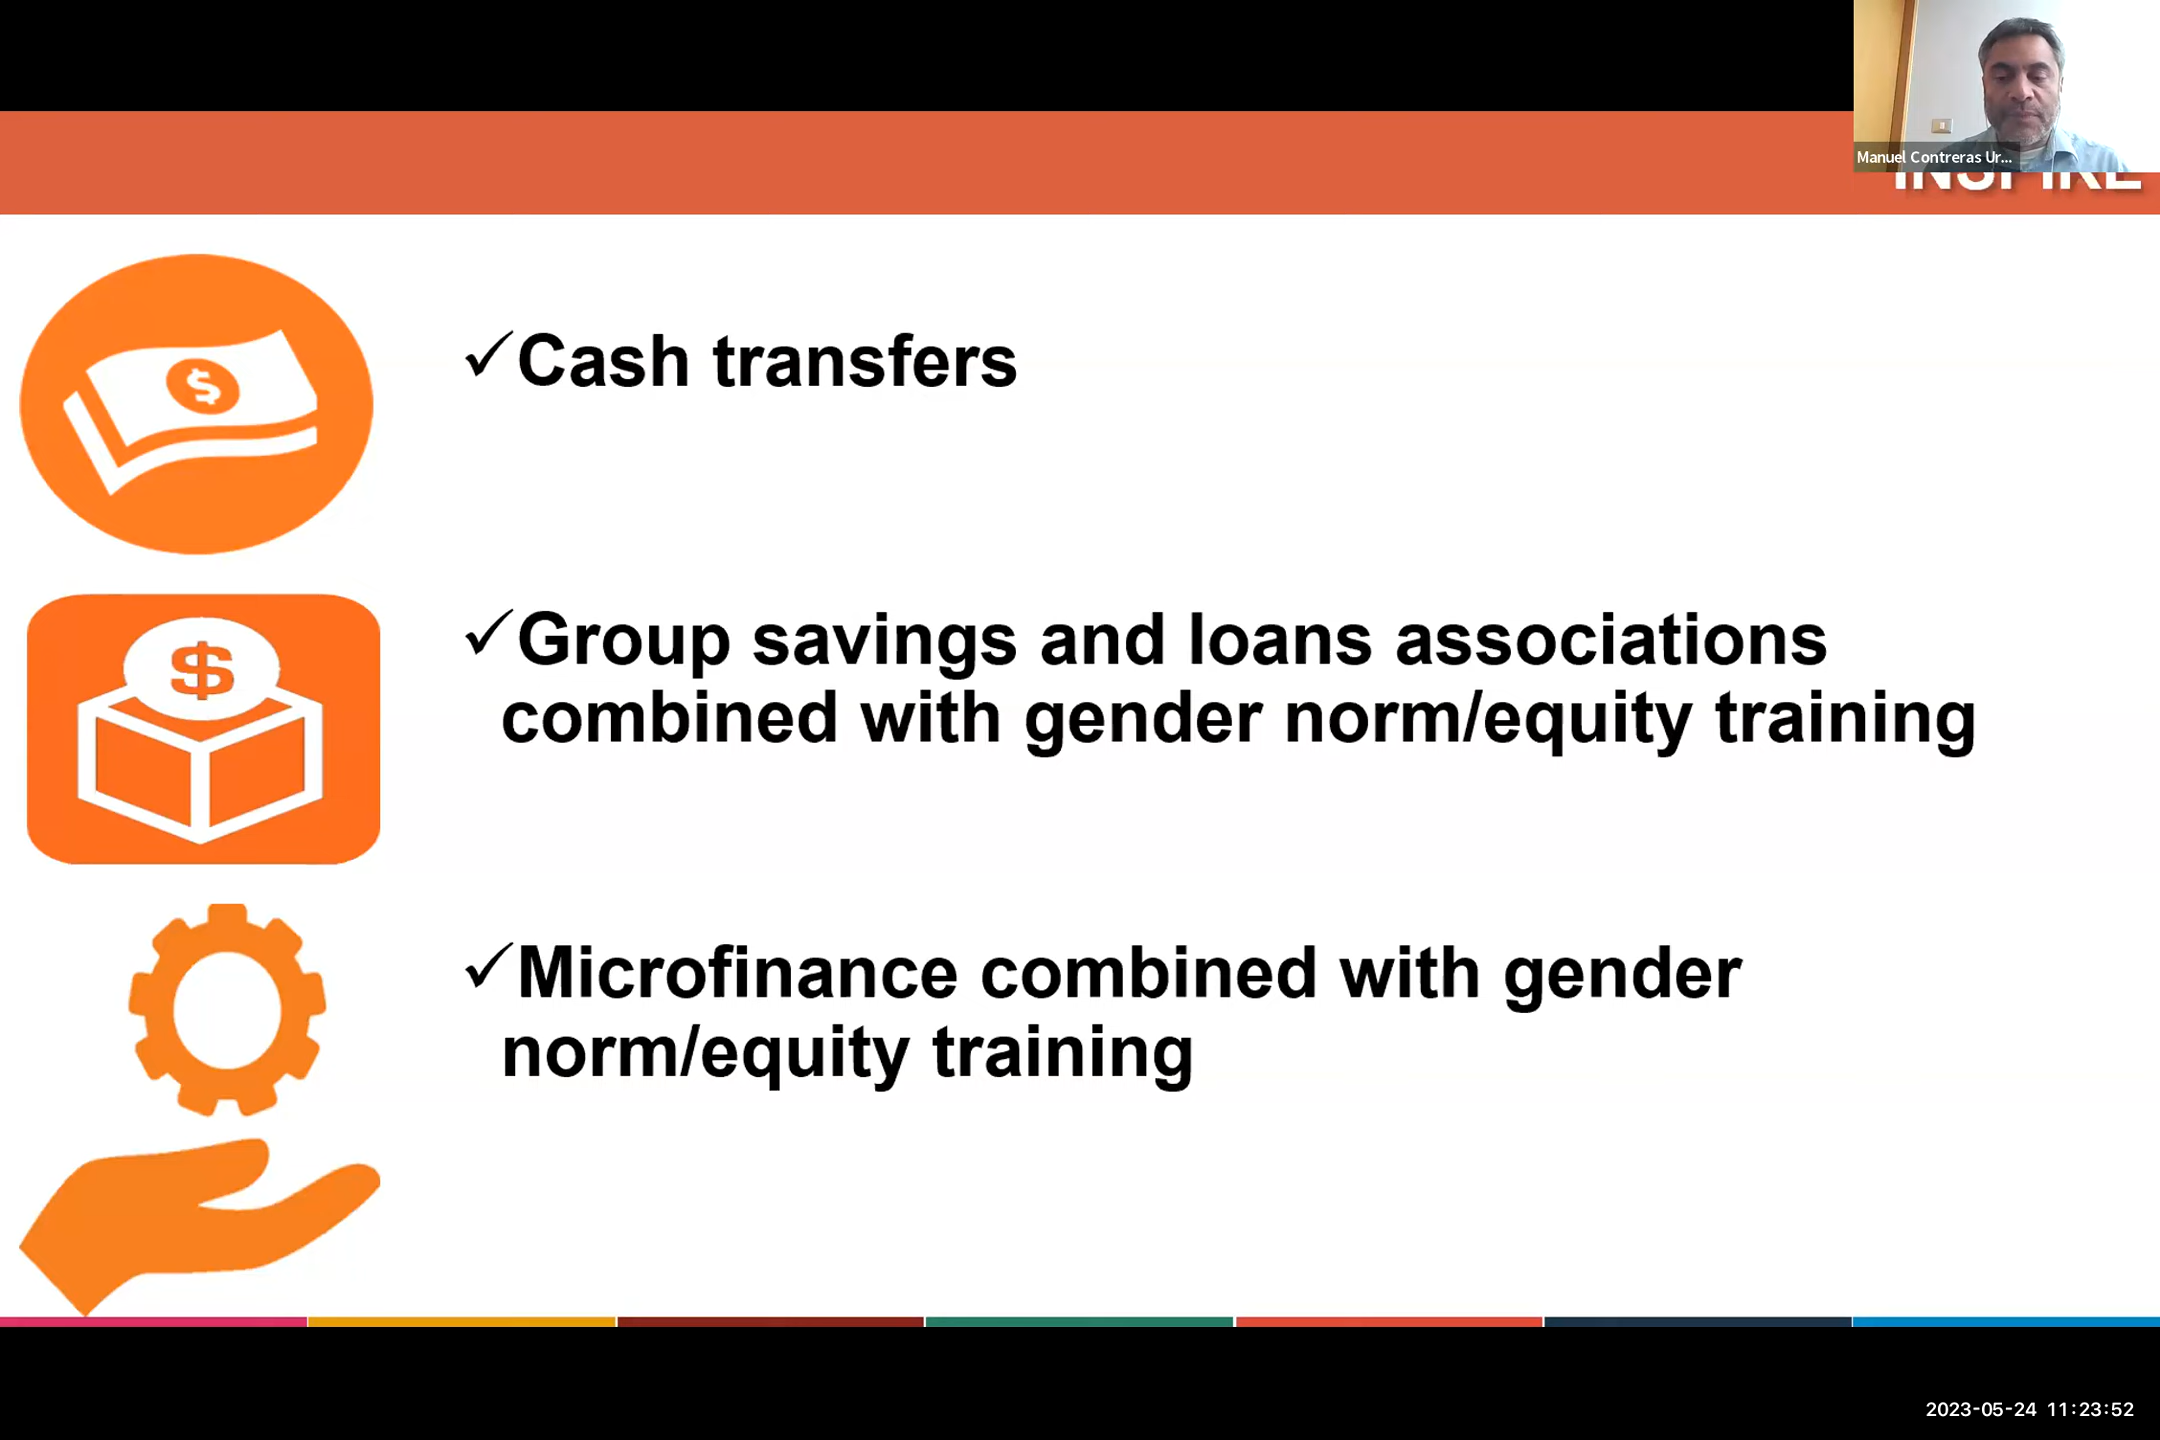 Manuel Contreras Ur...
INSPIRE
$
✓Cash transfers
$
✓Group savings and loans associations
combined with gender norm/equity training
✓Microfinance combined with gender
norm/equity training
2023-05-24 11:23:52